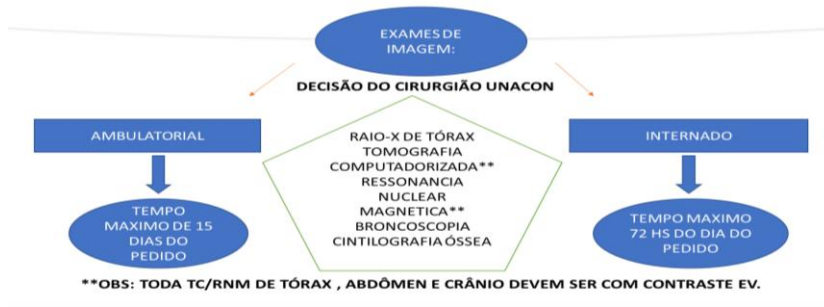 EXAMES DE
IMAGEM:
DECISÃO DO CIRURGIÃO UNACON
AMBULATORIAL
TEMPO
MAXIMO DE 15
DIAS DO
PEDIDO
RAIO-X DE TÓRAX
TOMOGRAFIA
COMPUTADORIZADA**
RESSONANCIA
NUCLEAR
MAGNETICA**
BRONCOSCOPIA
CINTILOGRAFIA ÓSSEA
INTERNADO
TEMPO MAXIMO
72 HS DO DIA DO
PEDIDO
**OBS: TODA TC/RNM DE TÓRAX , ABDÔMEN E CRÂNIO DEVEM SER COM CONTRASTE EV.